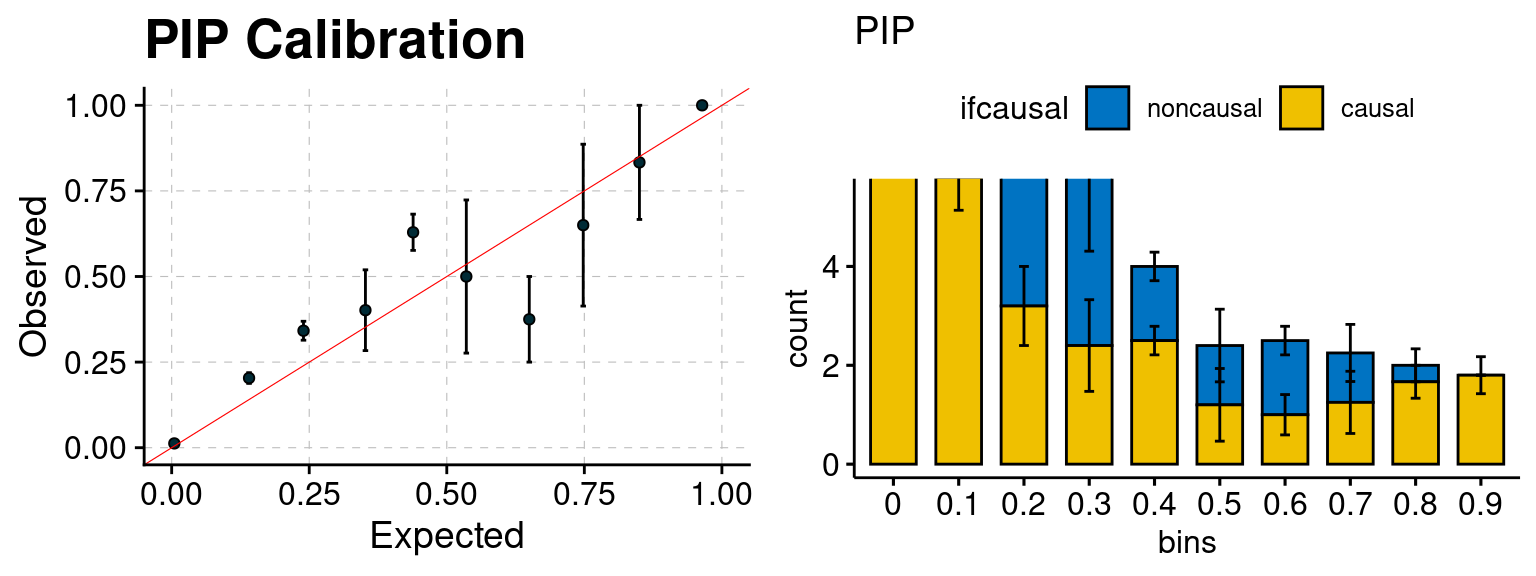 PIP Calibration
1.00
0.75
0.50
0.25
0.00
Observed
0.00 0.25 0.50 0.75 1.00
Expected
PIP
ifcausal noncausal causal
4
2
0
count
0 0.1 0.2 0.3 0.4 0.5 0.6 0.7 0.8 0.9
bins